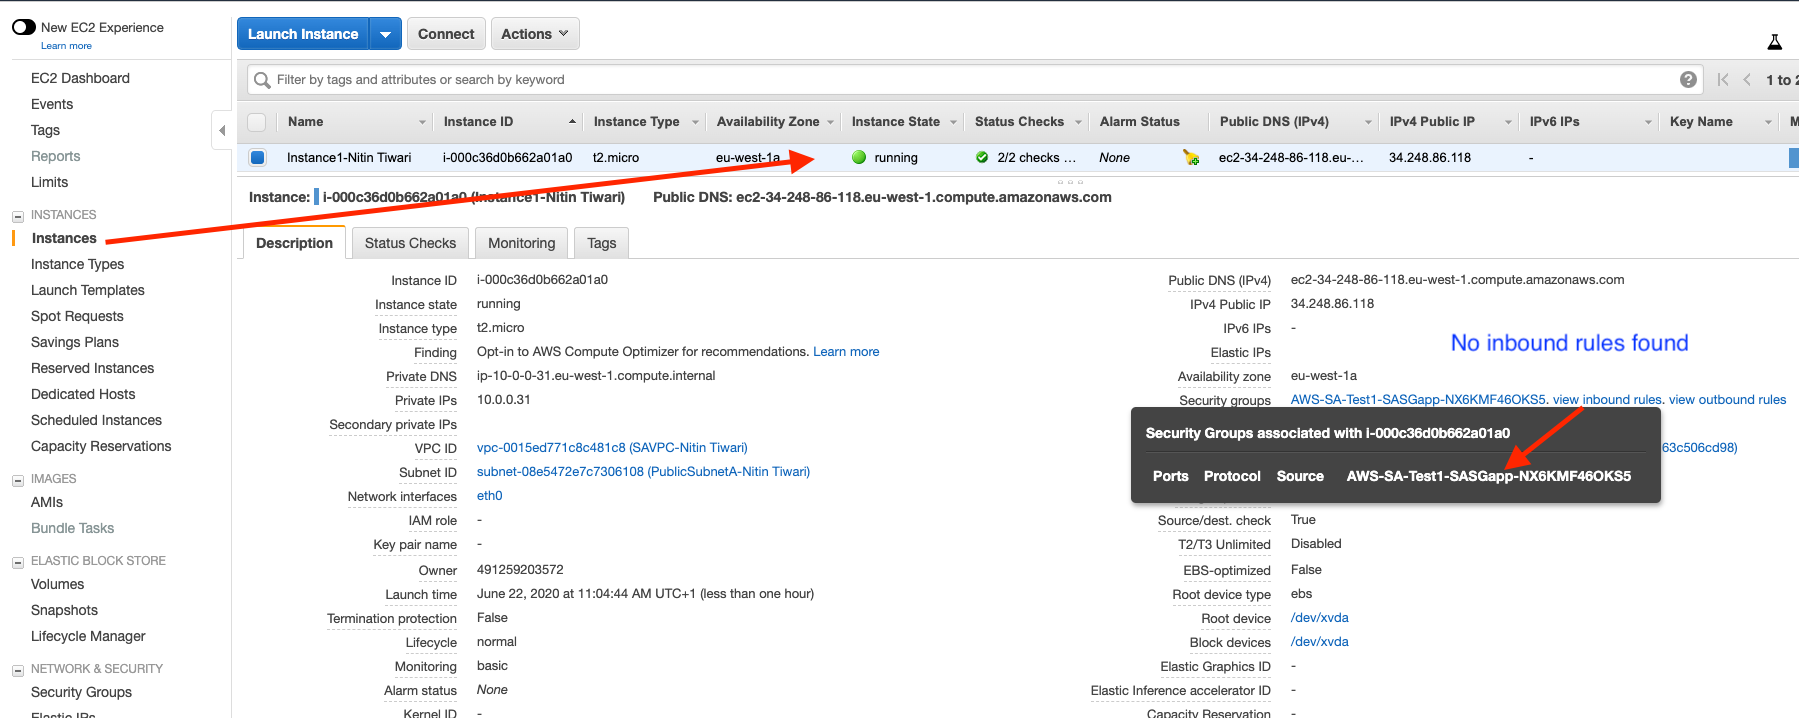 New EC2 Experience
Learn more
EC2 Dashboard
Events
Tags
Reports
Limits
INSTANCES
Instances
Instance Types
Launch Templates
Spot Requests
Savings Plans
Reserved Instances
Dedicated Hosts
Scheduled Instances
Capacity Reservations
IMAGES
AMIs
Bundle Tasks
ELASTIC BLOCK STORE
Volumes
Snapshots
Lifecycle Manager
NETWORK & SECURITY
Security Groups
Elastic IPs
Launch Instance Connect Actions
Filter by tags and attributes or search by keyword 1 to 2
Name Instance ID Instance Type Availability Zone Instance State Status Checks Alarm Status Public DNS (IPv4) IPv4 Public IP IPv6 IPs Key Name M
Instance1-Nitin Tiwari i-000c36d0b662a01a0 t2.micro eu-west-1a running 2/2 checks ... None ec2-34-248-86-118.eu-... 34.248.86.118 -
Instance: i-000c36d0b662a01a0 (Instance1-Nitin Tiwari) Public DNS: ec2-34-248-86-118.eu-west-1.compute.amazonaws.com
Description Status Checks Monitoring Tags
Instance ID i-000c36d0b662a01a0
Instance state running
Instance type t2.micro
Finding Opt-in to AWS Compute Optimizer for recommendations. Learn more
Private DNS ip-10-0-0-31.eu-west-1.compute.internal
Private IPs 10.0.0.31
Secondary private IPs
VPC ID vpc-0015ed771c8c481c8 (SAVPC-Nitin Tiwari)
Subnet ID subnet-08e5472e7c7306108 (PublicSubnetA-Nitin Tiwari)
Network interfaces eth0
IAM role -
Key pair name -
Owner 491259203572
Launch time June 22, 2020 at 11:04:44 AM UTC+1 (less than one hour)
Termination protection False
Lifecycle normal
Monitoring basic
Alarm status None
Kernel ID -
Public DNS (IPv4) ec2-34-248-86-118.eu-west-1.compute.amazonaws.com
IPv4 Public IP 34.248.86.118
IPv6 IPs -
No inbound rules found
Elastic IPs
Availability zone eu-west-1a
Security groups AWS-SA-Test1-SASGapp-NX6KMF46OKS5. view inbound rules. view outbound rules
Security Groups associated with i-000c36d0b662a01a0
63c506cd98)
Ports Protocol Source AWS-SA-Test1-SASGapp-NX6KMF46OKS5
Source/dest. check True
T2/T3 Unlimited Disabled
EBS-optimized False
Root device type ebs
Root device /dev/xvda
Block devices /dev/xvda
Elastic Graphics ID -
Elastic Inference accelerator ID -
Capacity Reservation -